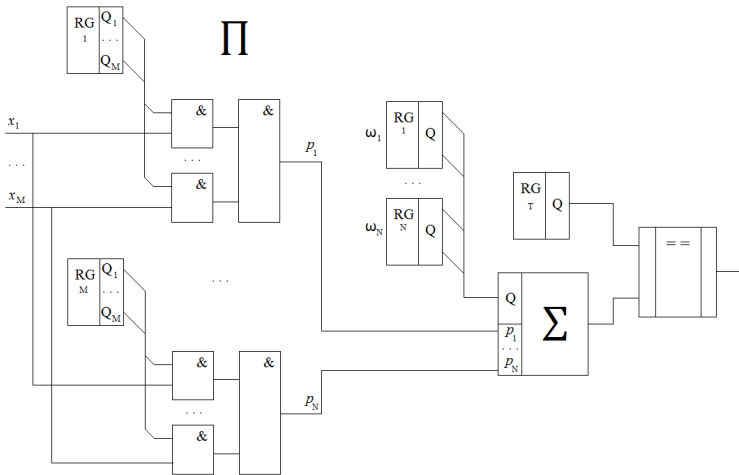 RG Q1
1 . . .
QM
∏
& &
x1
p1
. . .
&
xM
RG
1 Q
ω1
. . .
RG
N Q
ωN
RG
T Q
= =
RG Q1
M . . .
QM
. . .
Q
p1
. . .
pN
∑
& &
. . .
pN
&